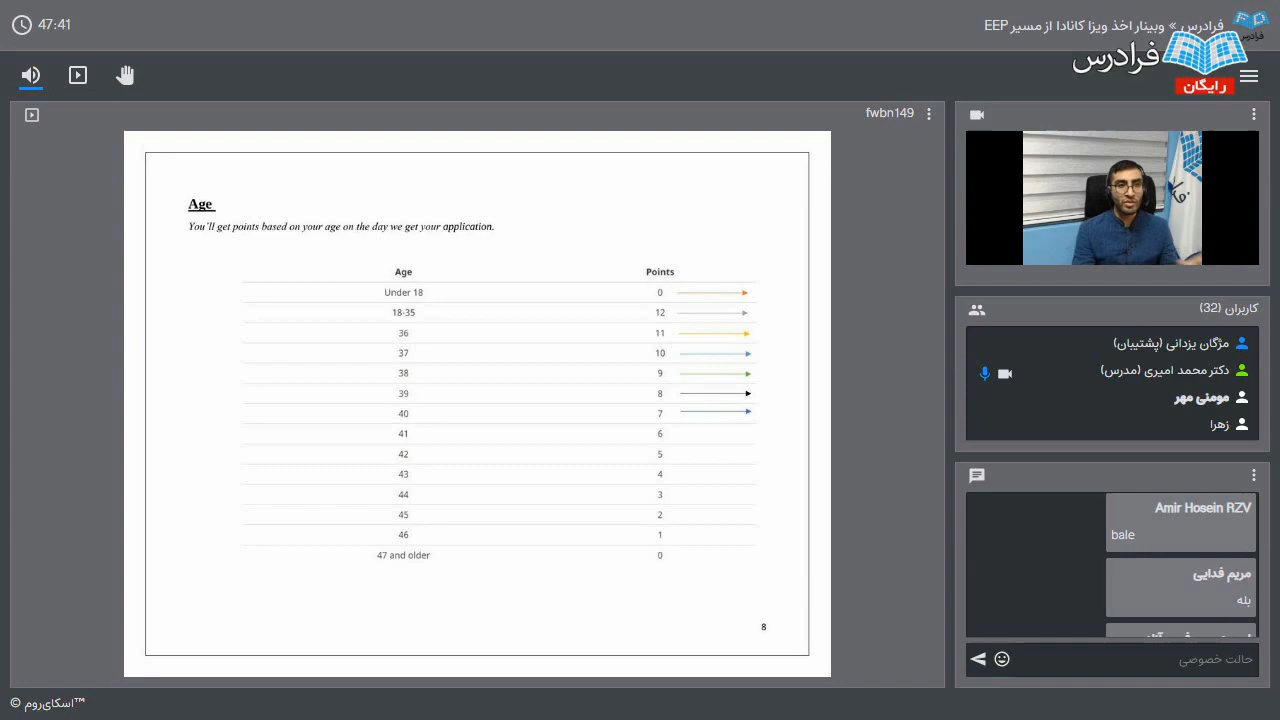 47:41
فرادرس » وبینار اخذ ویزا کانادا از مسیر EEP
فرادرس
رایگان
fwbn149
Age
You'll get points based on your age on the day we get your application.
Age Points
Under 18 0
18-35 12
36 11
37 10
38 9
39 8
40 7
41 6
42 5
43 4
44 3
45 2
46 1
47 and older 0
8
کاربران (32)
مژگان یزدانی (پشتیبان)
دکتر محمد امیری (مدرس)
مومنی مهر
زهرا
Amir Hosein RZV
bale
مریم فدایی
بله
حالت خصوصی
© اسکای‌روم™